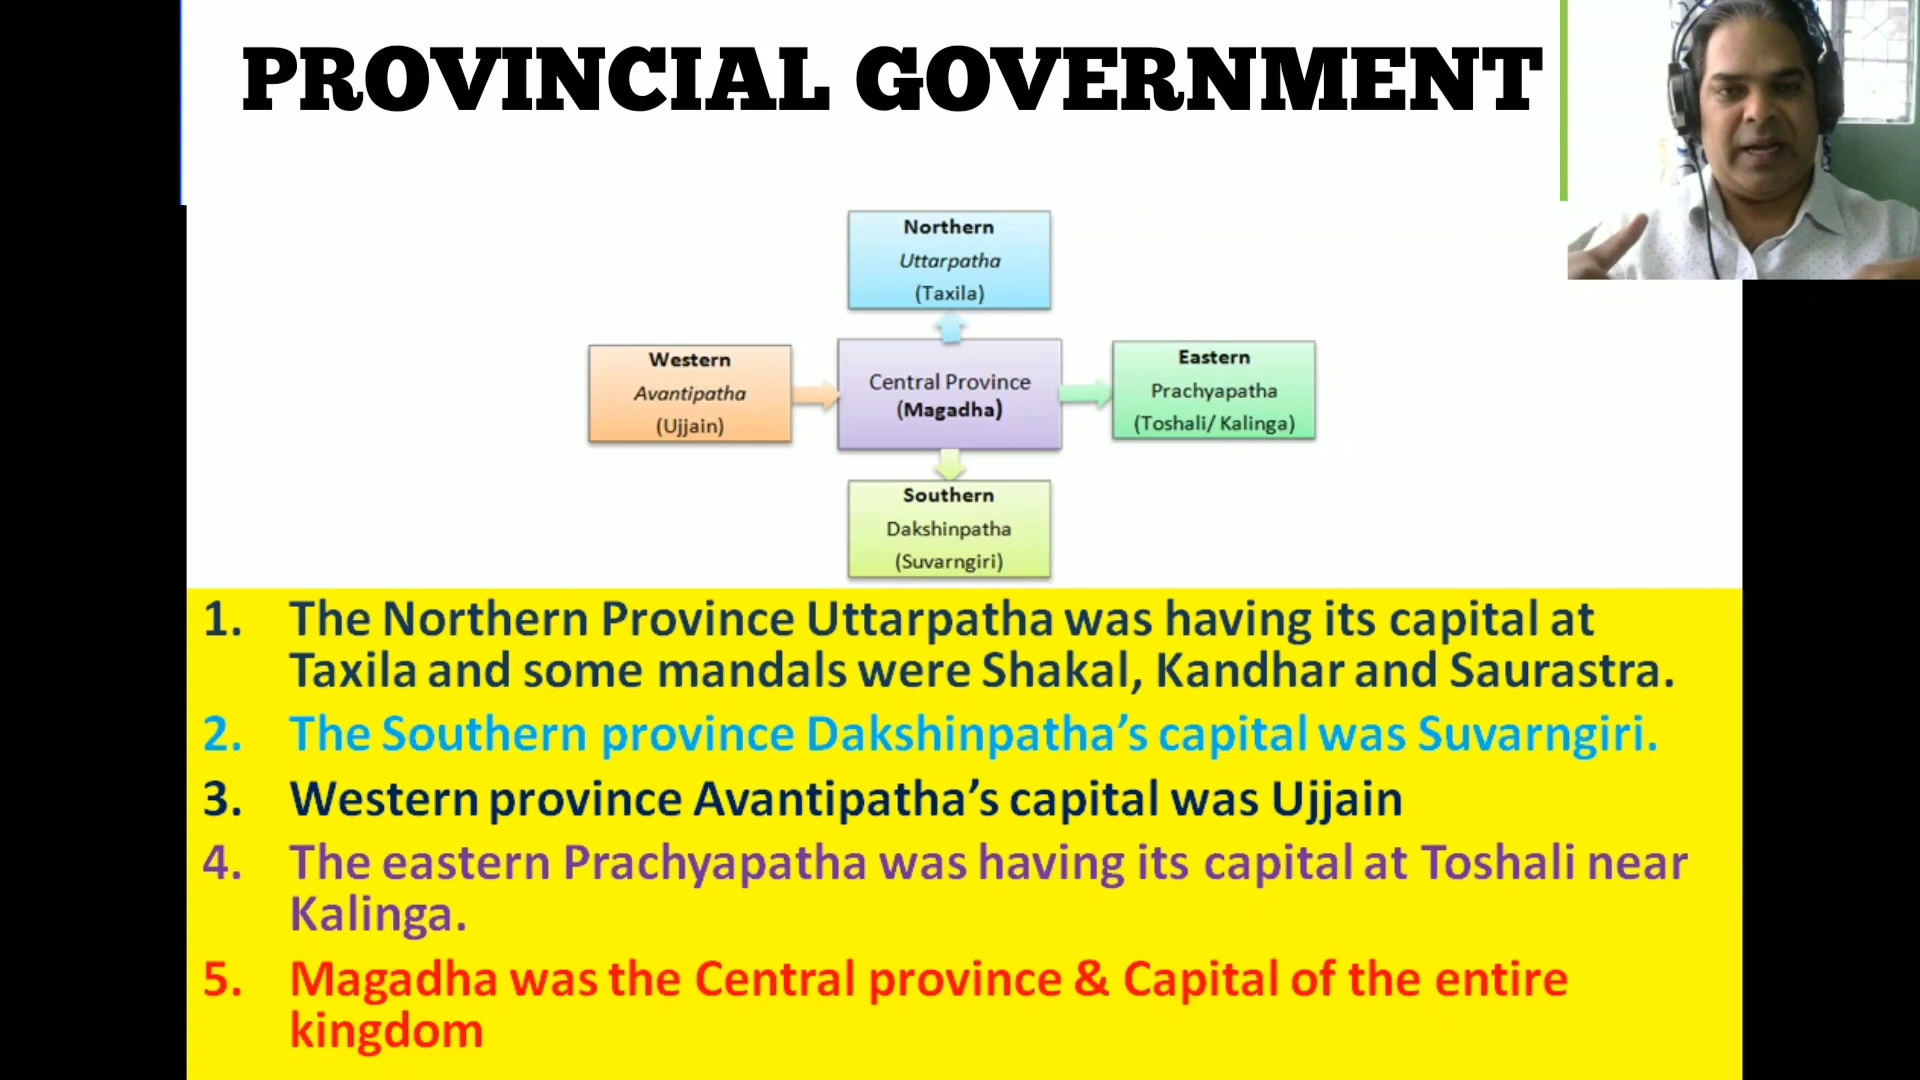 PROVINCIAL GOVERNMENT
Northern
Uttarpatha
(Taxila)
Western
Avantipatha
(Ujjain)
Central Province
(Magadha)
Eastern
Prachyapatha
(Toshali/ Kalinga)
Southern
Dakshinpatha
(Suvarngiri)
1. The Northern Province Uttarpatha was having its capital at
Taxila and some mandals were Shakal, Kandhar and Saurastra.
2. The Southern province Dakshinpatha’s capital was Suvarngiri.
3. Western province Avantipatha’s capital was Ujjain
4. The eastern Prachyapatha was having its capital at Toshali near
Kalinga.
5. Magadha was the Central province & Capital of the entire
kingdom